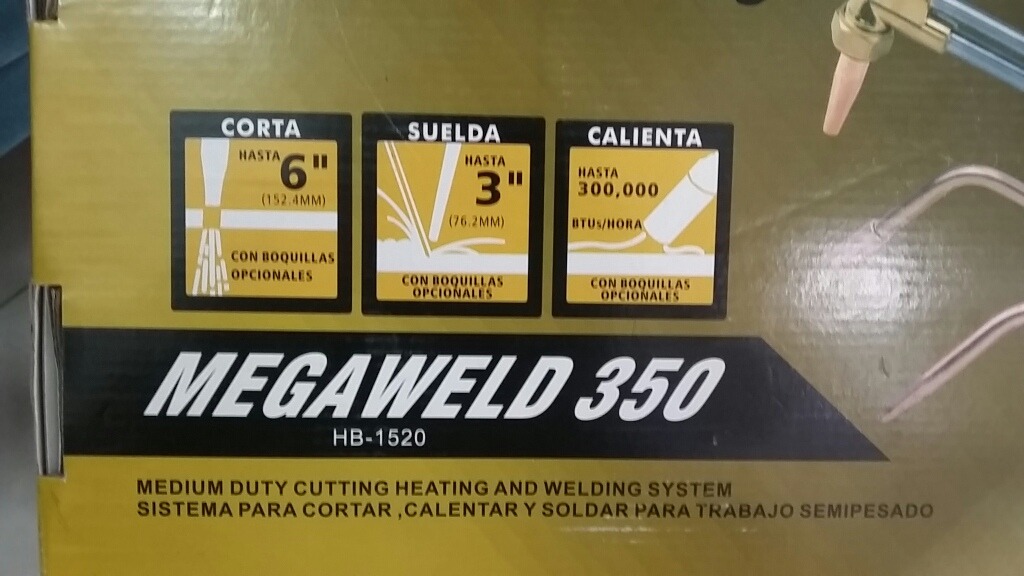 CORTA
HASTA 6"
(152.4MM)
CON BOQUILLAS
OPCIONALES
SUELDA
HASTA
3"
(76.2MM)
CON BOQUILLAS
OPCIONALES
CALIENTA
HASTA
300,000
BTUs/HORA
CON BOQUILLAS
OPCIONALES
MEGAWELD 350
HB-1520
MEDIUM DUTY CUTTING HEATING AND WELDING SYSTEM
SISTEMA PARA CORTAR ,CALENTAR Y SOLDAR PARA TRABAJO SEMIPESADO